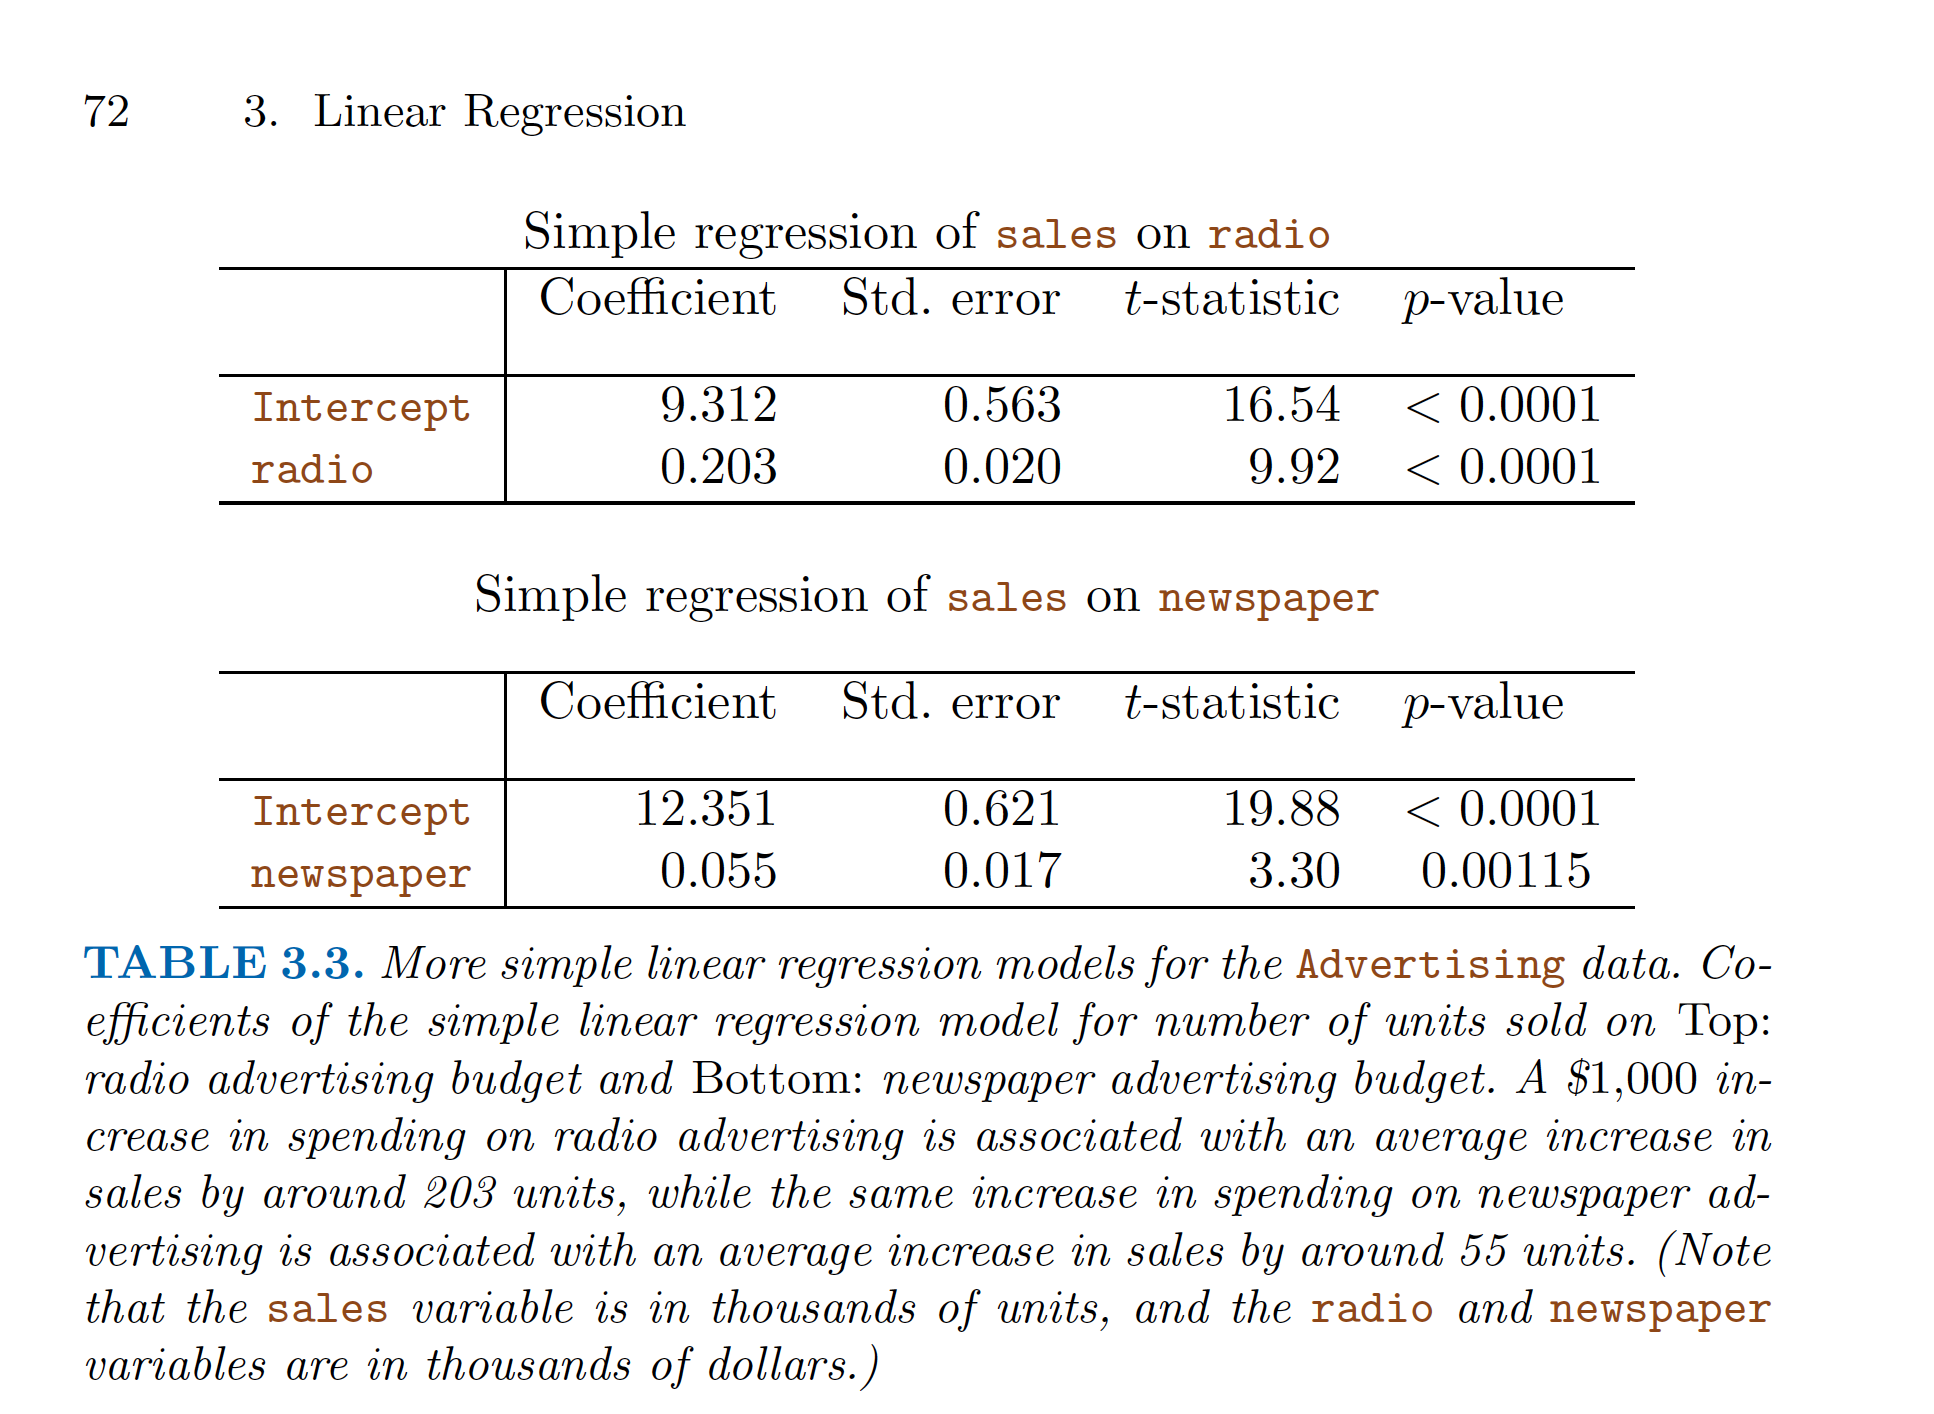 72 3. Linear Regression
Simple regression of sales on radio
Coefficient Std. error t-statistic p-value
Intercept 9.312 0.563 16.54 < 0.0001
radio 0.203 0.020 9.92 < 0.0001
Simple regression of sales on newspaper
Coefficient Std. error t-statistic p-value
Intercept 12.351 0.621 19.88 < 0.0001
newspaper 0.055 0.017 3.30 0.00115
TABLE 3.3. More simple linear regression models for the Advertising data. Co-
efficients of the simple linear regression model for number of units sold on Top:
radio advertising budget and Bottom: newspaper advertising budget. A $1,000 in-
crease in spending on radio advertising is associated with an average increase in
sales by around 203 units, while the same increase in spending on newspaper ad-
vertising is associated with an average increase in sales by around 55 units. (Note
that the sales variable is in thousands of units, and the radio and newspaper
variables are in thousands of dollars.)